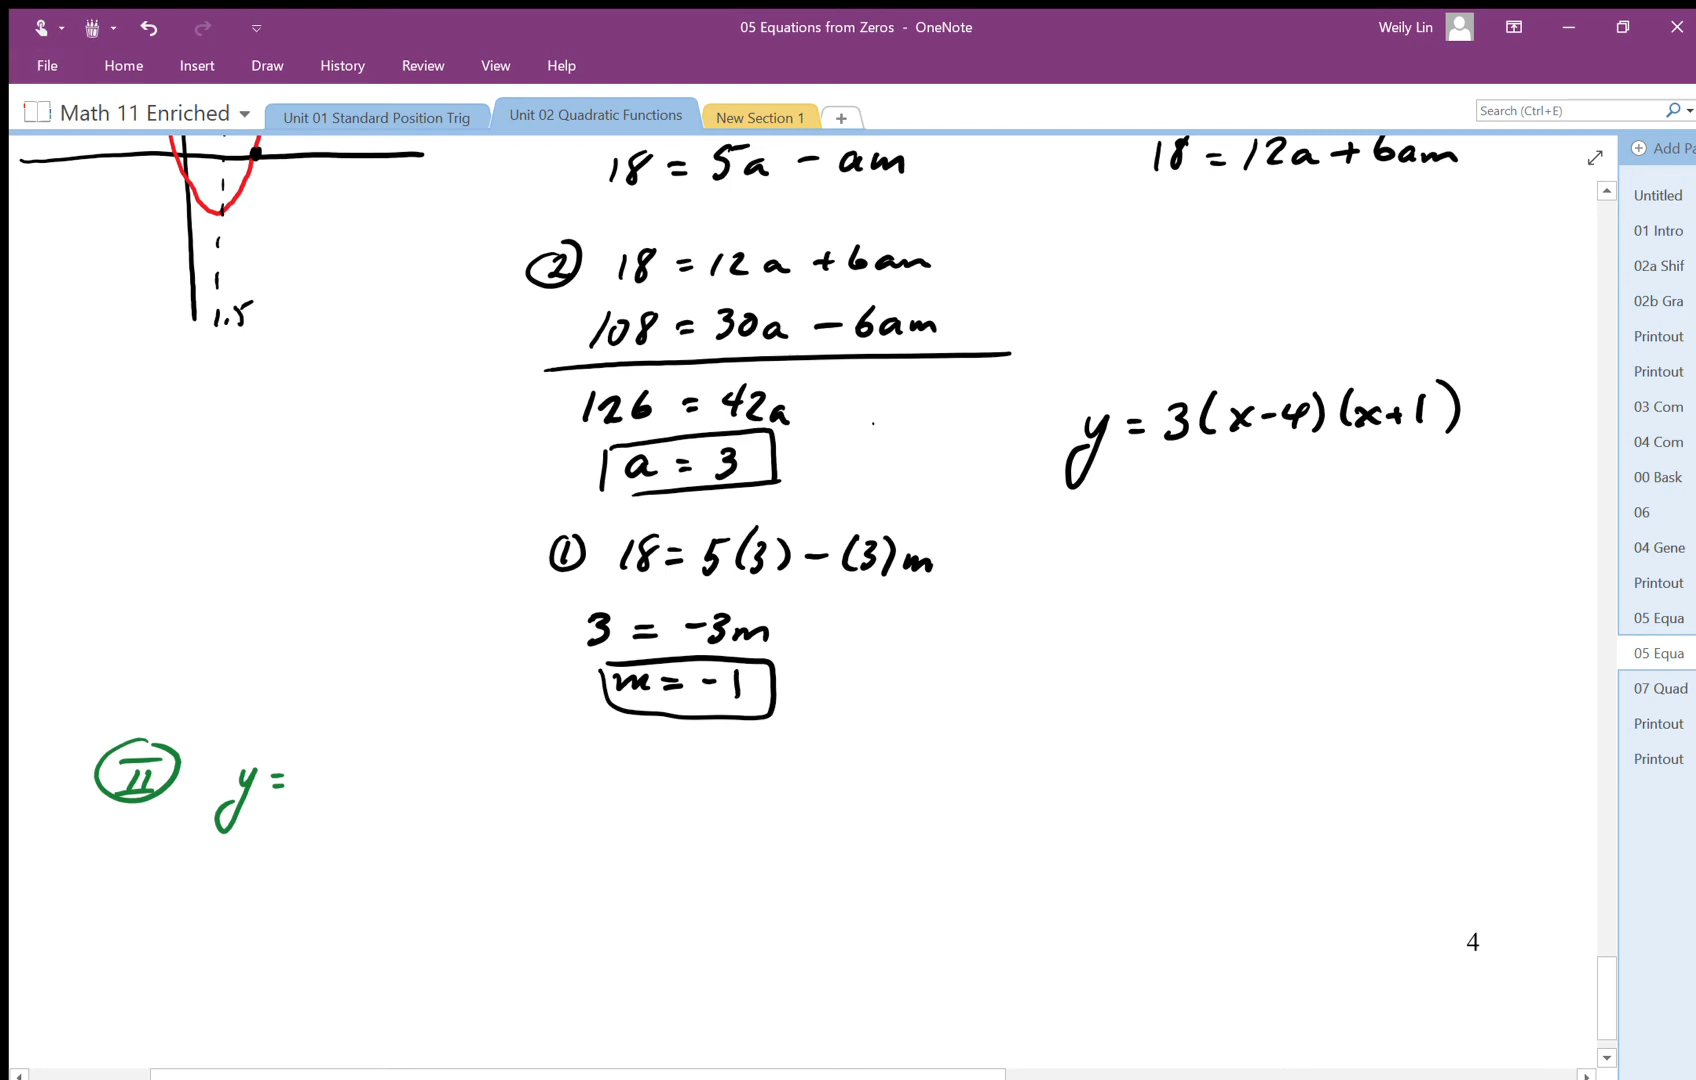 05 Equations from Zeros - OneNote
Weily Lin
File Home Insert Draw History Review View Help
Math 11 Enriched
Unit 01 Standard Position Trig
Unit 02 Quadratic Functions
New Section 1
Search (Ctrl+E)
18 = 5a - am
18 = 12a + 6am
② 18 = 12a + 6am
108 = 30a - 6am
1.5
126 = 42a
a = 3
y = 3(x-4)(x+1)
① 18 = 5(3) - (3)m
3 = -3m
m = -1
II y =
4
Add Pa
Untitled
01 Intro
02a Shif
02b Gra
Printout
Printout
03 Com
04 Com
00 Bask
06
04 Gene
Printout
05 Equa
05 Equa
07 Quad
Printout
Printout